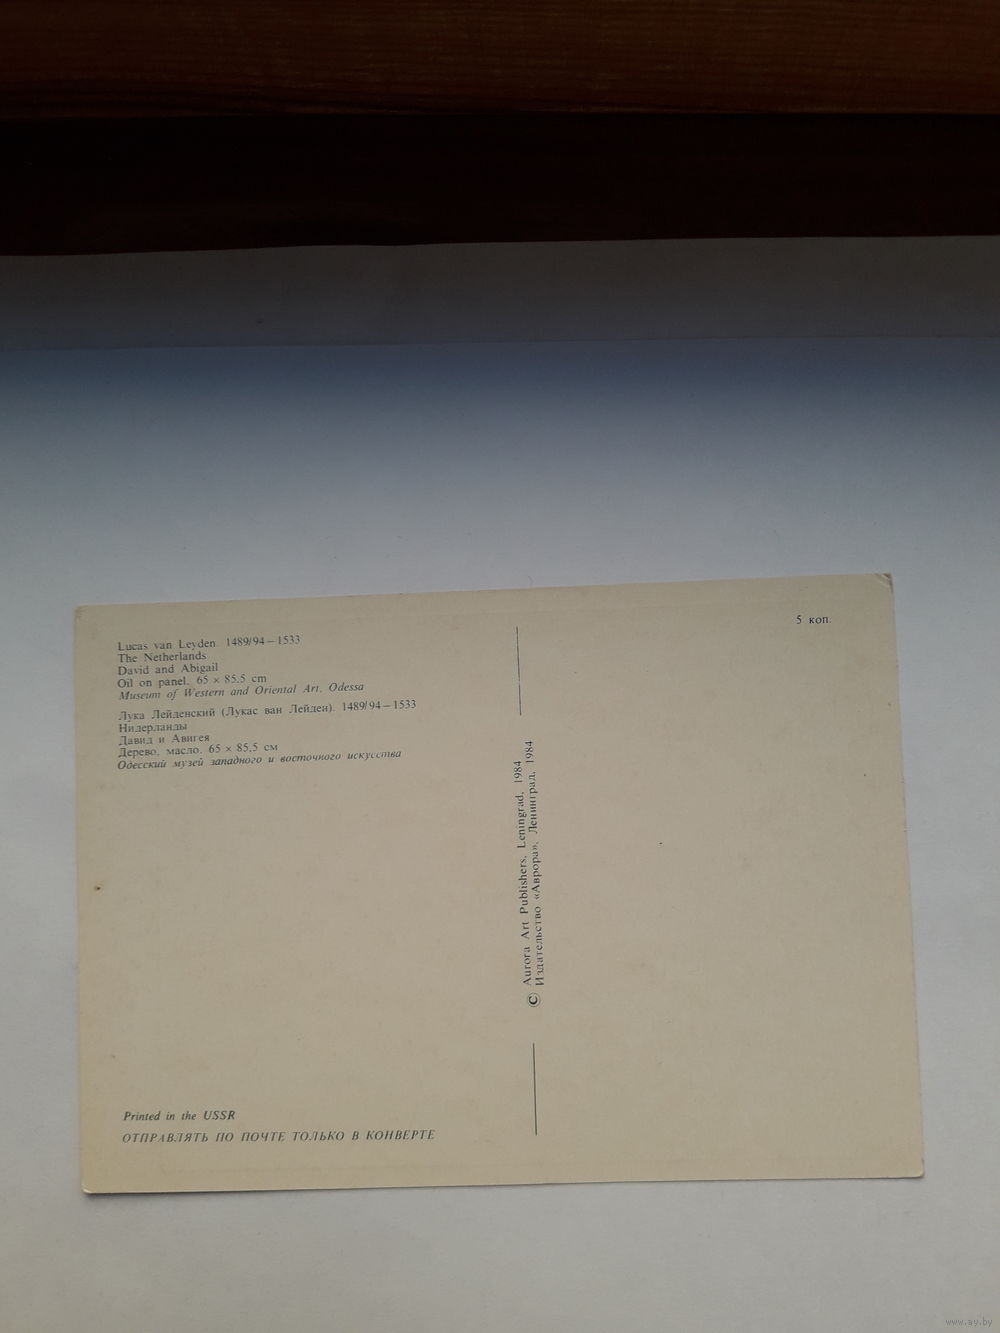 Lucas van Leyden. 1489/94 – 1533
The Netherlands
David and Abigail
Oil on panel. 65 × 85.5 cm
Museum of Western and Oriental Art, Odessa
Лука Лейденский (Лукас ван Лейден). 1489/94 – 1533
Нидерланды
Давид и Авигея
Дерево, масло. 65 × 85,5 см
Одесский музей западного и восточного искусства
5 коп.
© Aurora Art Publishers, Leningrad, 1984
Издательство «Аврора», Ленинград, 1984
Printed in the USSR
ОТПРАВЛЯТЬ ПО ПОЧТЕ ТОЛЬКО В КОНВЕРТЕ
www.ay.by